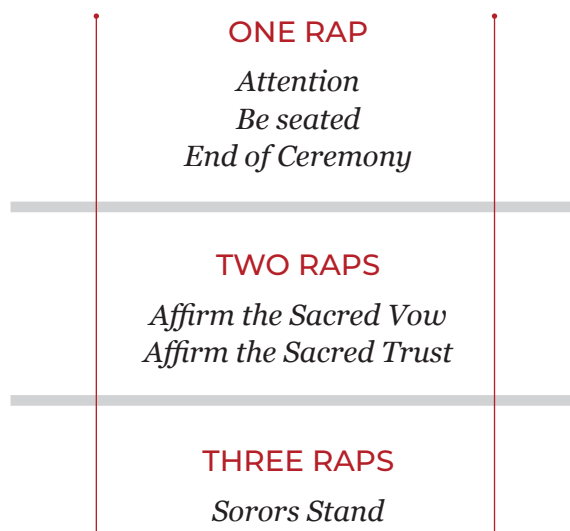 ONE RAP
Attention
Be seated
End of Ceremony
TWO RAPS
Affirm the Sacred Vow
Affirm the Sacred Trust
THREE RAPS
Sorors Stand